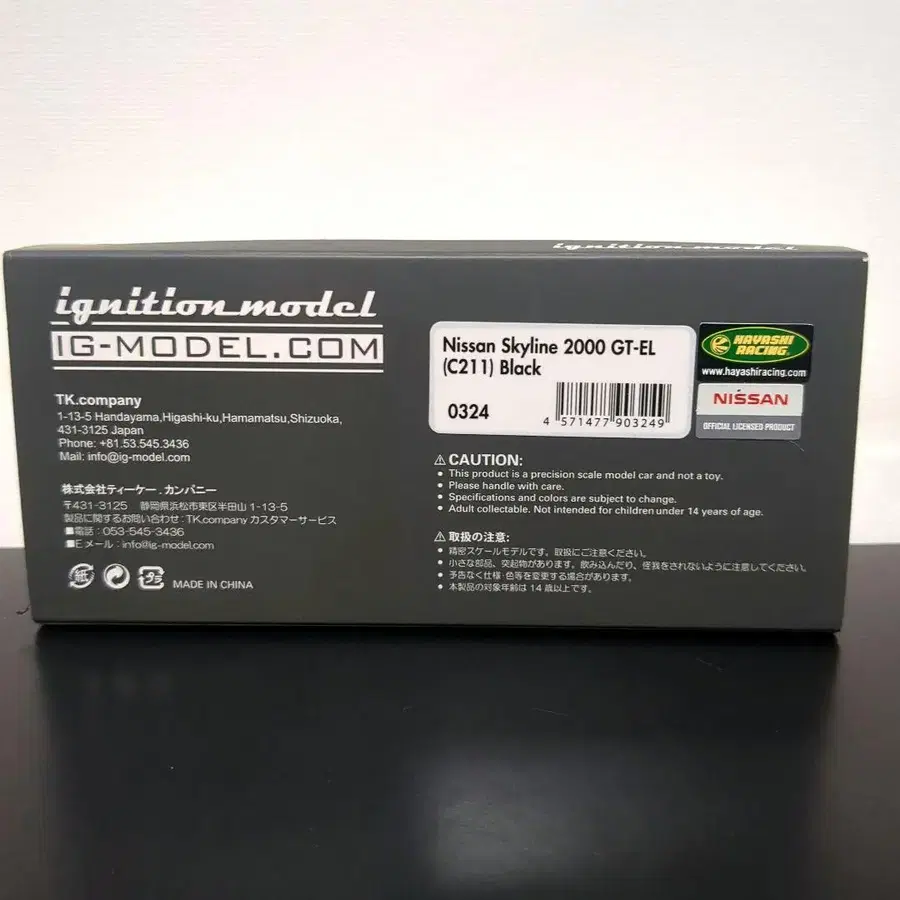 ignition model
ignition model
IG-MODEL.COM
TK.company
1-13-5 Handayama,Higashi-ku,Hamamatsu,Shizuoka,
431-3125 Japan
Phone: +81.53.545.3436
Mail: info@ig-model.com
株式会社ティーケー.カンパニー
〒431-3125 静岡県浜松市東区半田山1-13-5
製品に関するお問い合わせ:TK.company カスタマーサービス
■電話:053-545-3436
■Eメール:info@ig-model.com
紙
プラ
MADE IN CHINA
Nissan Skyline 2000 GT-EL
(C211) Black
0324
4 571477 903249
HAYASHI
RACING.
www.hayashiracing.com
NISSAN
OFFICIAL LICENSED PRODUCT
⚠ CAUTION:
• This product is a precision scale model car and not a toy.
• Please handle with care.
• Specifications and colors are subject to change.
• Adult collectable. Not intended for children under 14 years of age.
⚠ 取扱の注意:
• 精密スケールモデルです。取扱にご注意ください。
• 小さな部品、突起物があります。飲み込んだり、怪我をされないように注意してください。
• 予告なく仕様・色等を変更する場合があります。
• 本製品の対象年齢は14歳以上です。